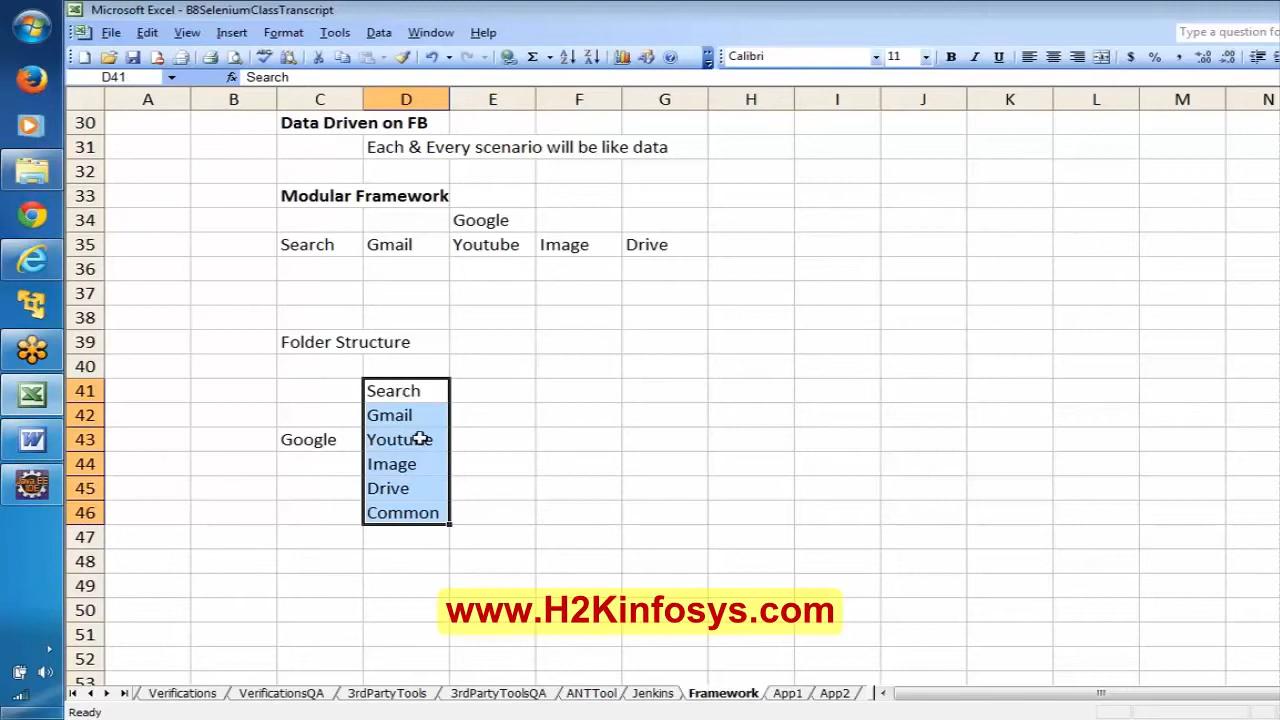 Microsoft Excel - B8SeleniumClassTranscript
File Edit View Insert Format Tools Data Window Help
Type a question fo
Calibri 11 B I U $ % ,
D41 fx Search
A B C D E F G H I J K L M N
30 Data Driven on FB
31 Each & Every scenario will be like data
32
33 Modular Framework
34 Google
35 Search Gmail Youtube Image Drive
36
37
38
39 Folder Structure
40
41 Search
42 Gmail
43 Google Youtube
44 Image
45 Drive
46 Common
47
48
49
50
51
52
53
www.H2Kinfosys.com
Verifications VerificationsQA 3rdPartyTools 3rdPartyToolsQA ANTTool Jenkins Framework App1 App2
Ready